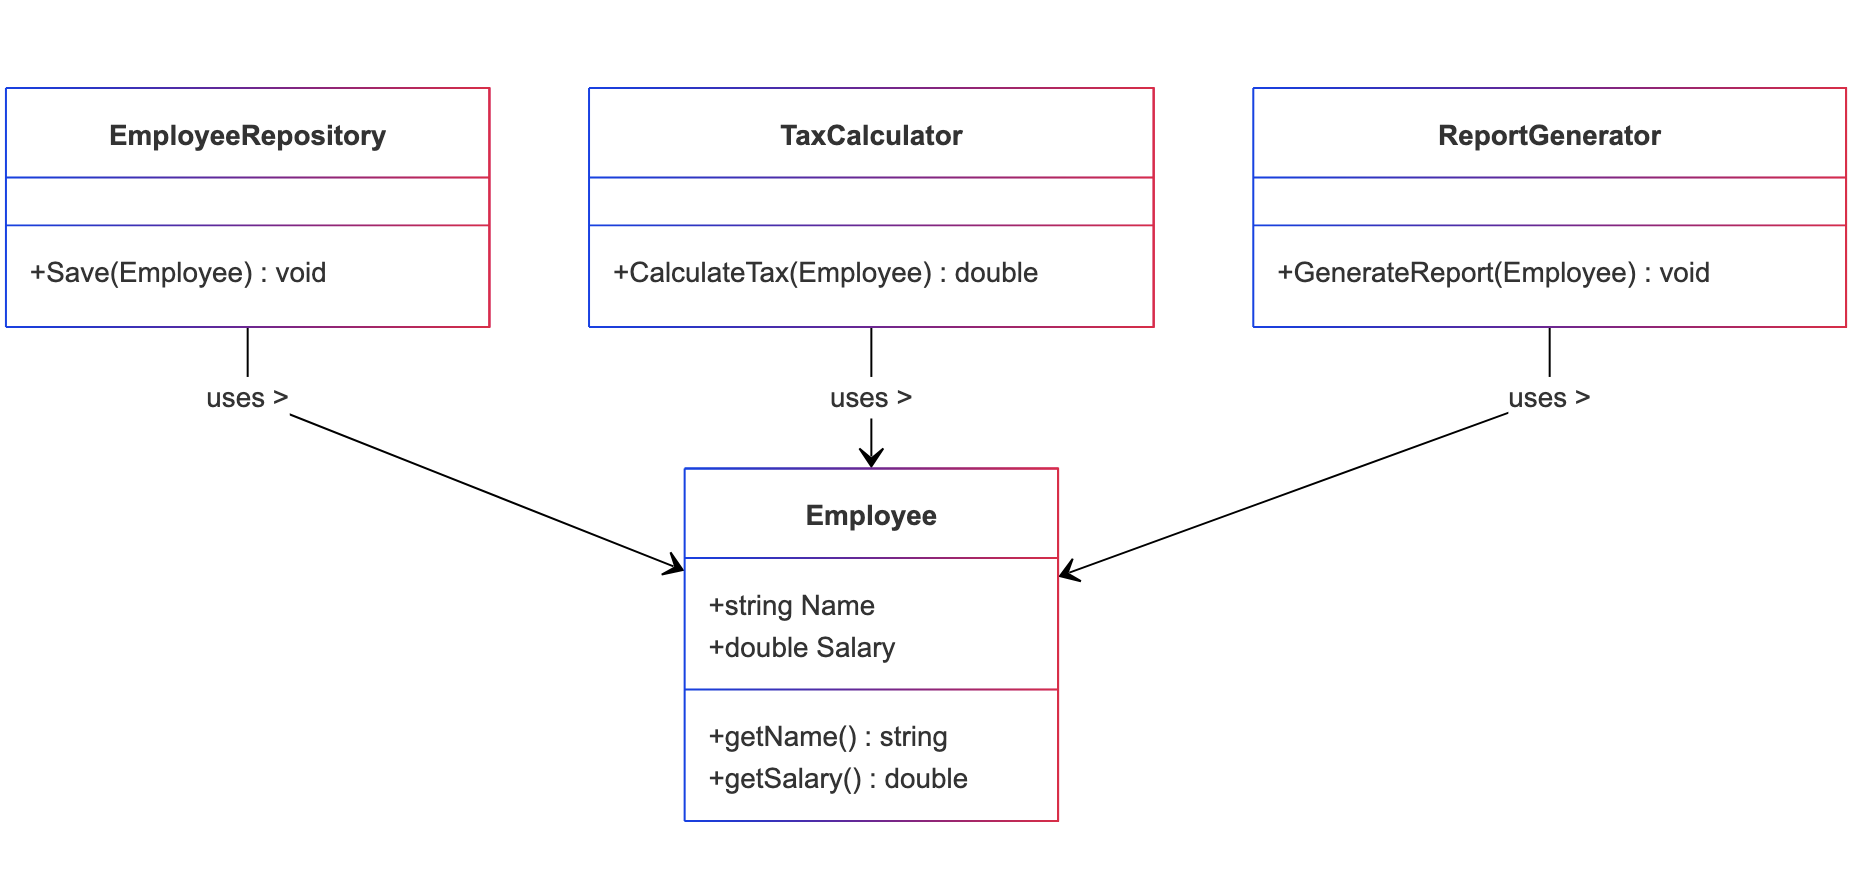 EmployeeRepository
+Save(Employee) : void
TaxCalculator
+CalculateTax(Employee) : double
ReportGenerator
+GenerateReport(Employee) : void
uses >
uses >
uses >
Employee
+string Name
+double Salary
+getName() : string
+getSalary() : double